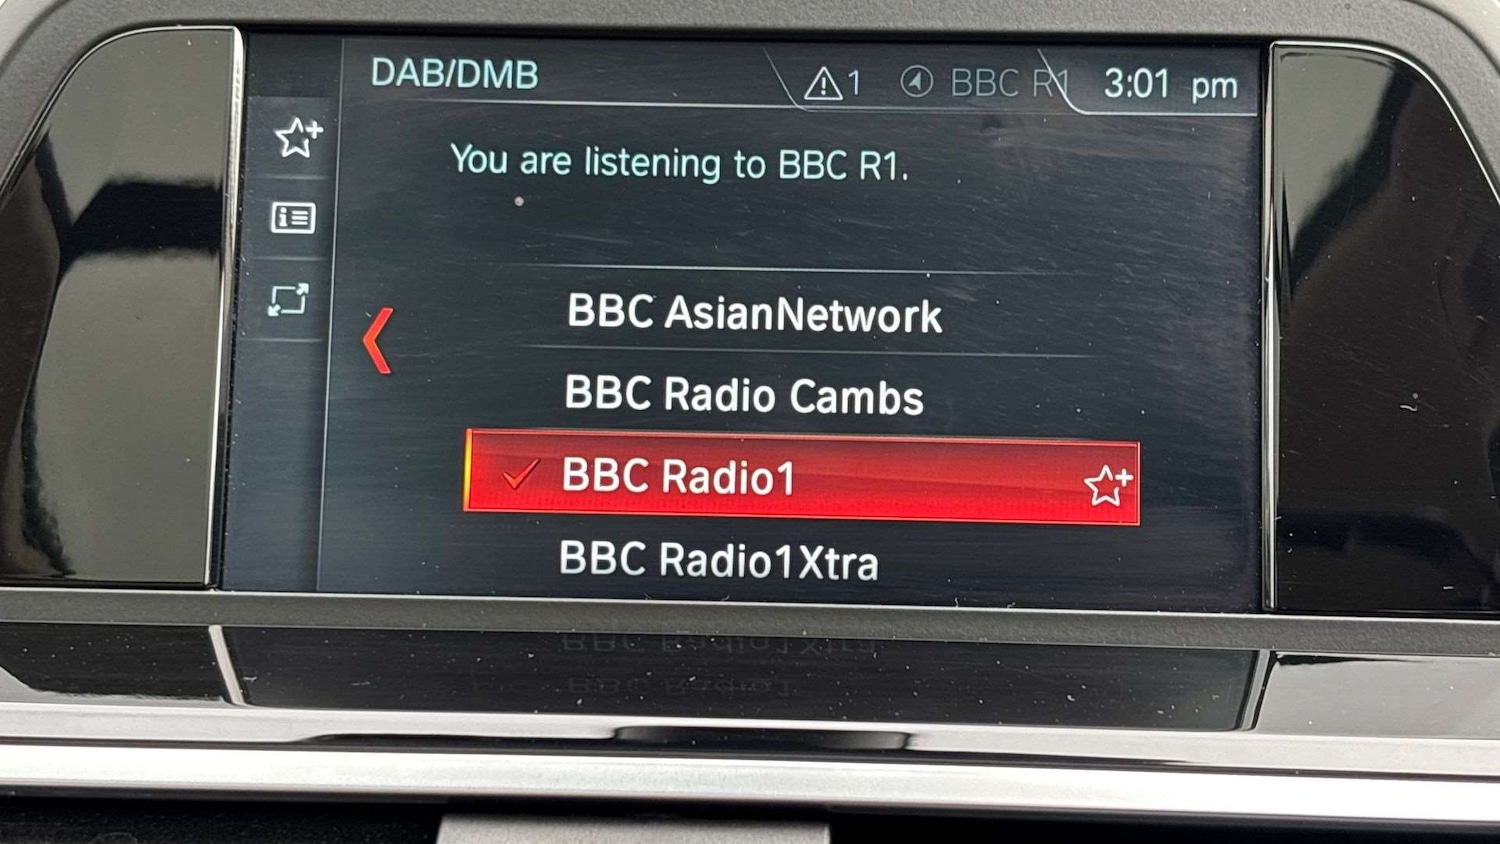 DAB/DMB
1
BBC R1
3:01 pm
You are listening to BBC R1.
BBC AsianNetwork
BBC Radio Cambs
BBC Radio1
BBC Radio1Xtra